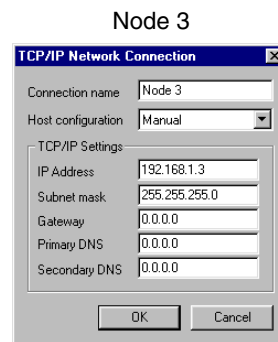 Node 3
TCP/IP Network Connection
Connection name Node 3
Host configuration Manual
TCP/IP Settings
IP Address 192.168.1.3
Subnet mask 255.255.255.0
Gateway 0.0.0.0
Primary DNS 0.0.0.0
Secondary DNS 0.0.0.0
OK Cancel